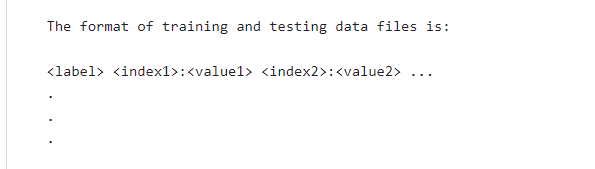 The format of training and testing data files is:
<label> <index1>:<value1> <index2>:<value2> ...
.
.
.